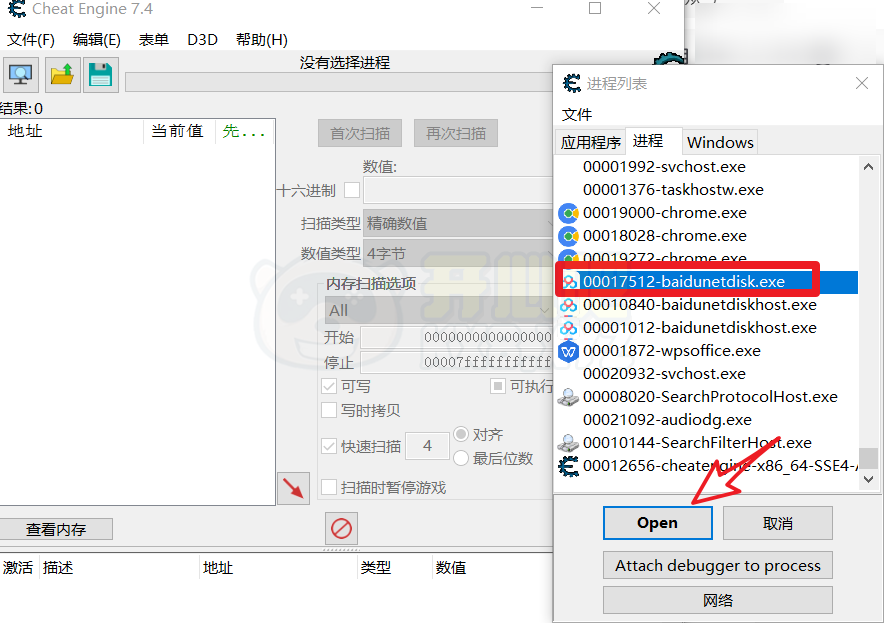 Cheat Engine 7.4
文件(F) 编辑(E) 表单 D3D 帮助(H)
没有选择进程
结果:0
地址 当前值 先...
首次扫描 再次扫描
数值:
十六进制
扫描类型 精确数值
数值类型 4字节
内存扫描选项
All
开始 0000000000000000
停止 00007fffffffffff
可写 可执行
写时拷贝
快速扫描 4 对齐
最后位数
扫描时暂停游戏
查看内存
激活 描述 地址 类型 数值
进程列表
文件
应用程序 进程 Windows
00001992-svchost.exe
00001376-taskhostw.exe
00019000-chrome.exe
00018028-chrome.exe
00019272-chrome.exe
00017512-baidunetdisk.exe
00010840-baidunetdiskhost.exe
00001012-baidunetdiskhost.exe
00001872-wpsoffice.exe
00020932-svchost.exe
00008020-SearchProtocolHost.exe
00021092-audiodg.exe
00010144-SearchFilterHost.exe
00012656-cheatengine-x86_64-SSE4-A
Open 取消
Attach debugger to process
网络